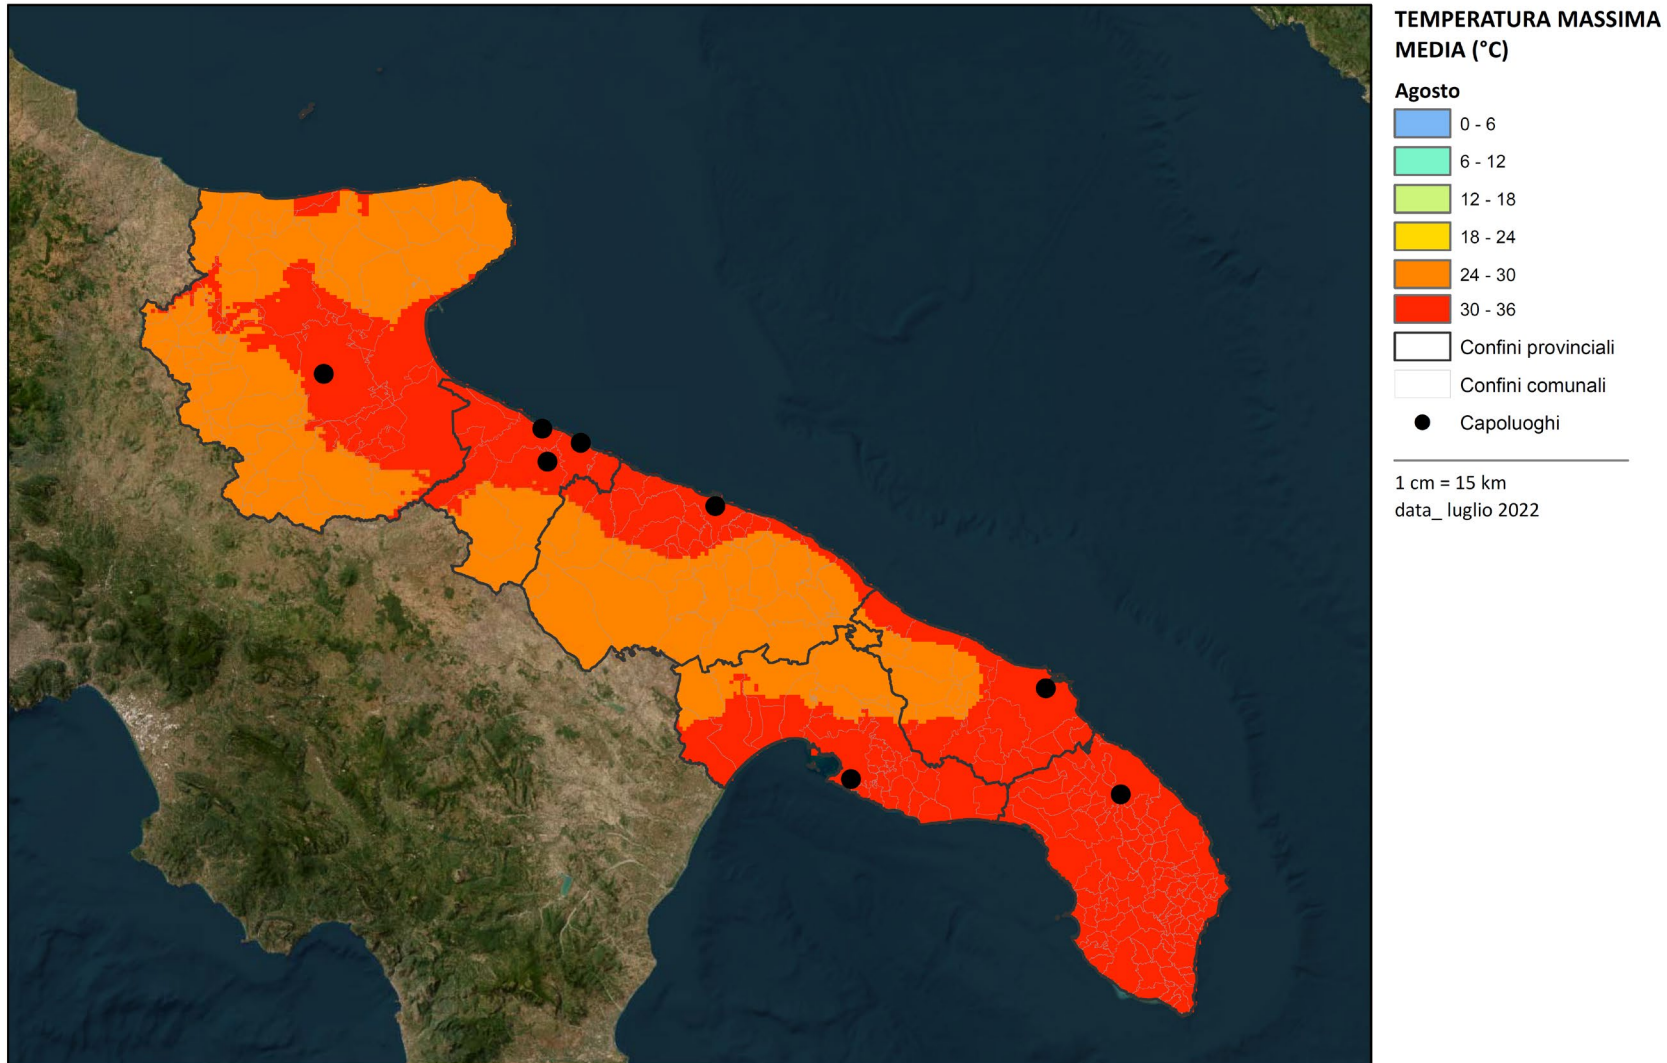 TEMPERATURA MASSIMA
MEDIA (°C)
Agosto
0 - 6
6 - 12
12 - 18
18 - 24
24 - 30
30 - 36
Confini provinciali
Confini comunali
Capoluoghi
1 cm = 15 km
data_ luglio 2022